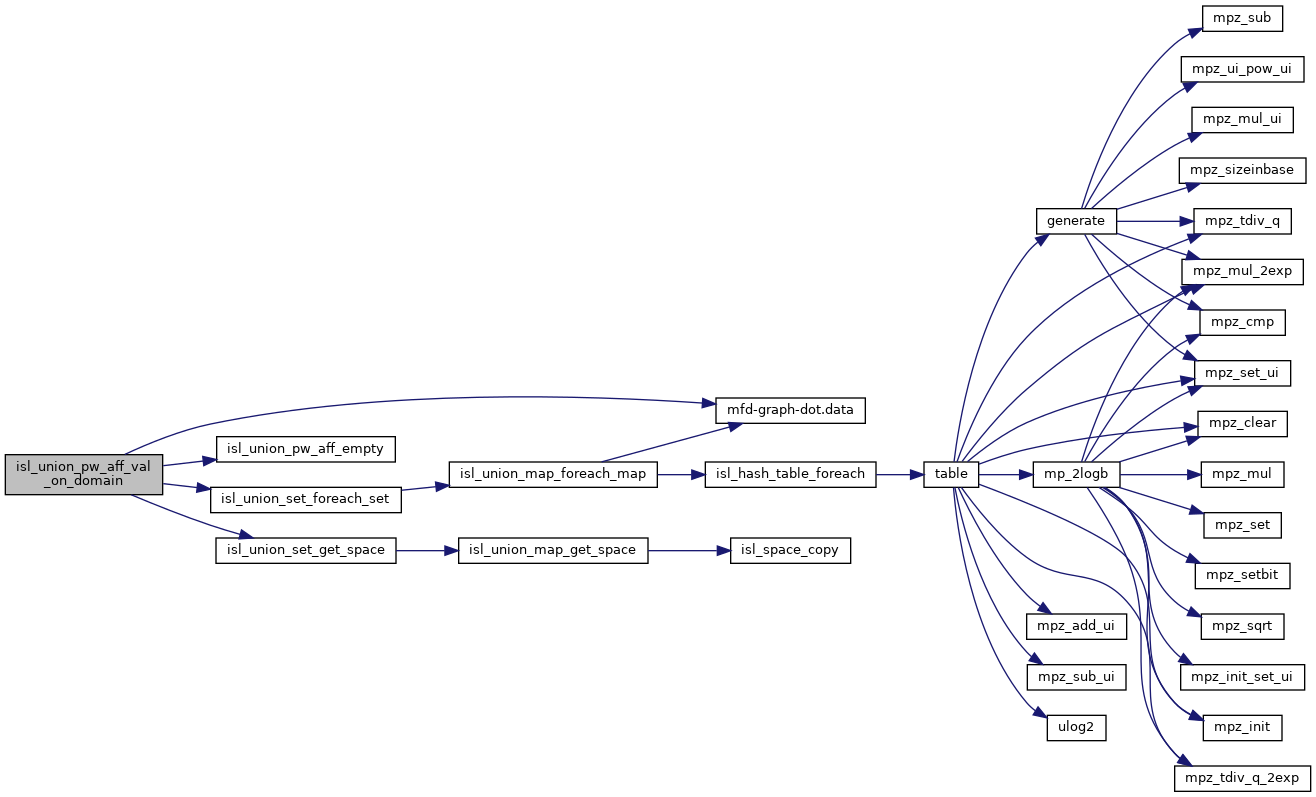 isl_union_pw_aff_val
_on_domain
mfd-graph-dot.data
isl_union_pw_aff_empty
isl_union_set_foreach_set
isl_union_set_get_space
isl_union_map_foreach_map
isl_union_map_get_space
isl_hash_table_foreach
isl_space_copy
table
generate
mp_2logb
mpz_add_ui
mpz_sub_ui
ulog2
mpz_sub
mpz_ui_pow_ui
mpz_mul_ui
mpz_sizeinbase
mpz_tdiv_q
mpz_mul_2exp
mpz_cmp
mpz_set_ui
mpz_clear
mpz_mul
mpz_set
mpz_setbit
mpz_sqrt
mpz_init_set_ui
mpz_init
mpz_tdiv_q_2exp